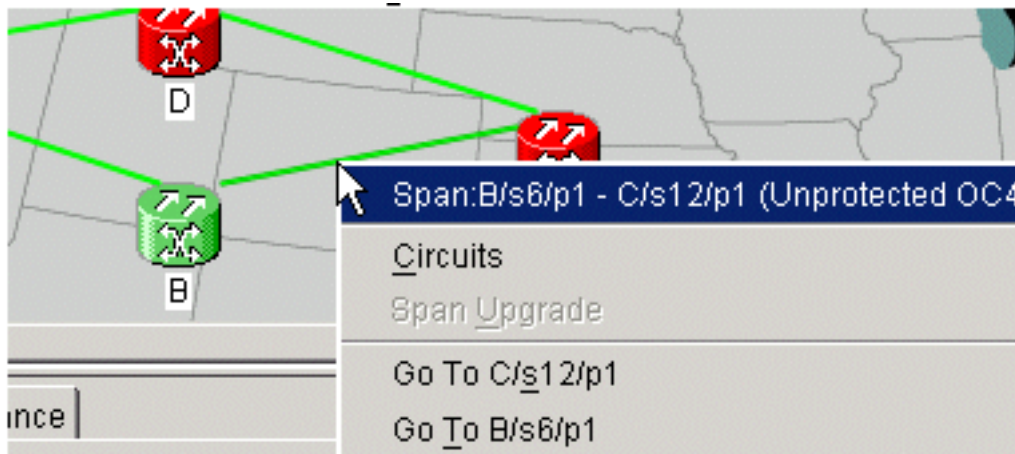 D
B
Span:B/s6/p1 - C/s12/p1 (Unprotected OC4
Circuits
Span Upgrade
Go To C/s12/p1
Go To B/s6/p1
ance